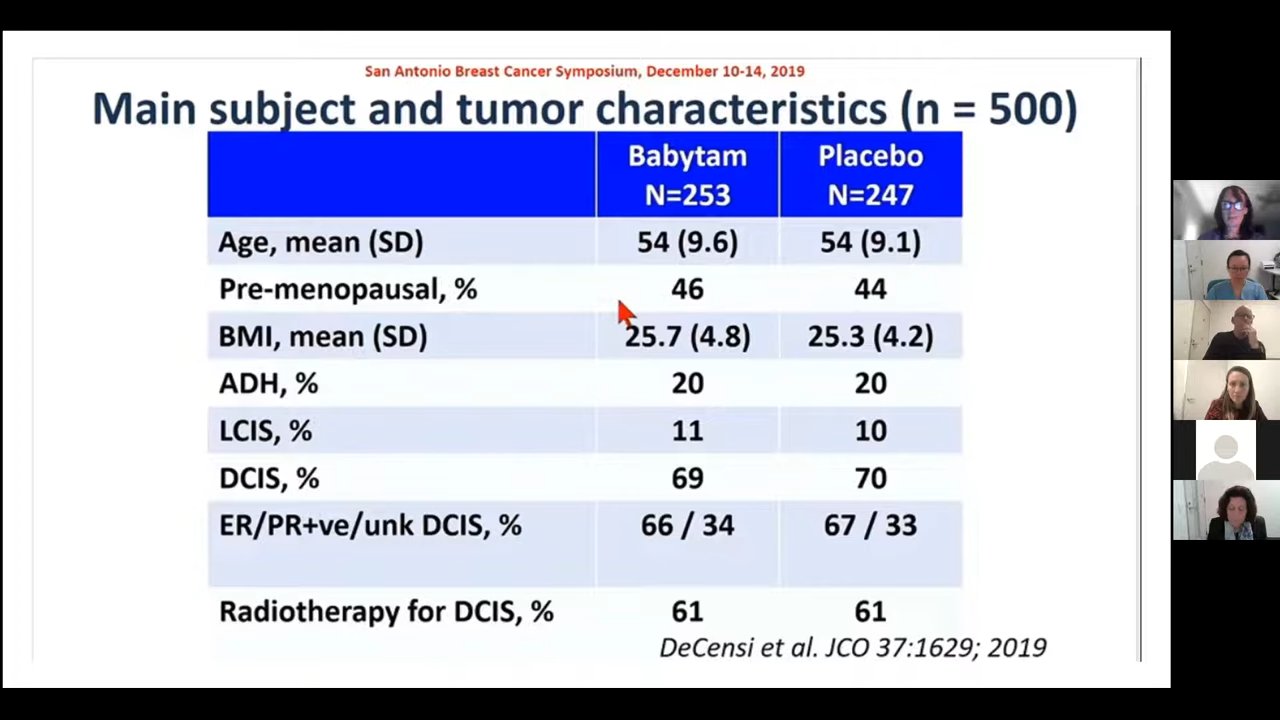 San Antonio Breast Cancer Symposium, December 10-14, 2019
Main subject and tumor characteristics (n = 500)
Babytam Placebo
N=253 N=247
Age, mean (SD) 54 (9.6) 54 (9.1)
Pre-menopausal, % 46 44
BMI, mean (SD) 25.7 (4.8) 25.3 (4.2)
ADH, % 20 20
LCIS, % 11 10
DCIS, % 69 70
ER/PR+ve/unk DCIS, % 66 / 34 67 / 33
Radiotherapy for DCIS, % 61 61
DeCensi et al. JCO 37:1629; 2019